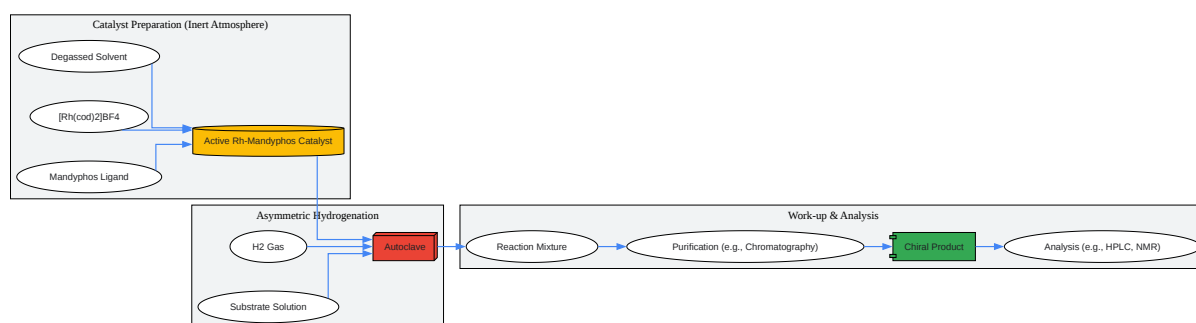 Catalyst Preparation (Inert Atmosphere)
Degassed Solvent
[Rh(cod)2]BF4
Active Rh-Mandyphos Catalyst
Mandyphos Ligand
Asymmetric Hydrogenation
H2 Gas
Autoclave
Substrate Solution
Work-up & Analysis
Reaction Mixture
Purification (e.g., Chromatography)
Chiral Product
Analysis (e.g., HPLC, NMR)